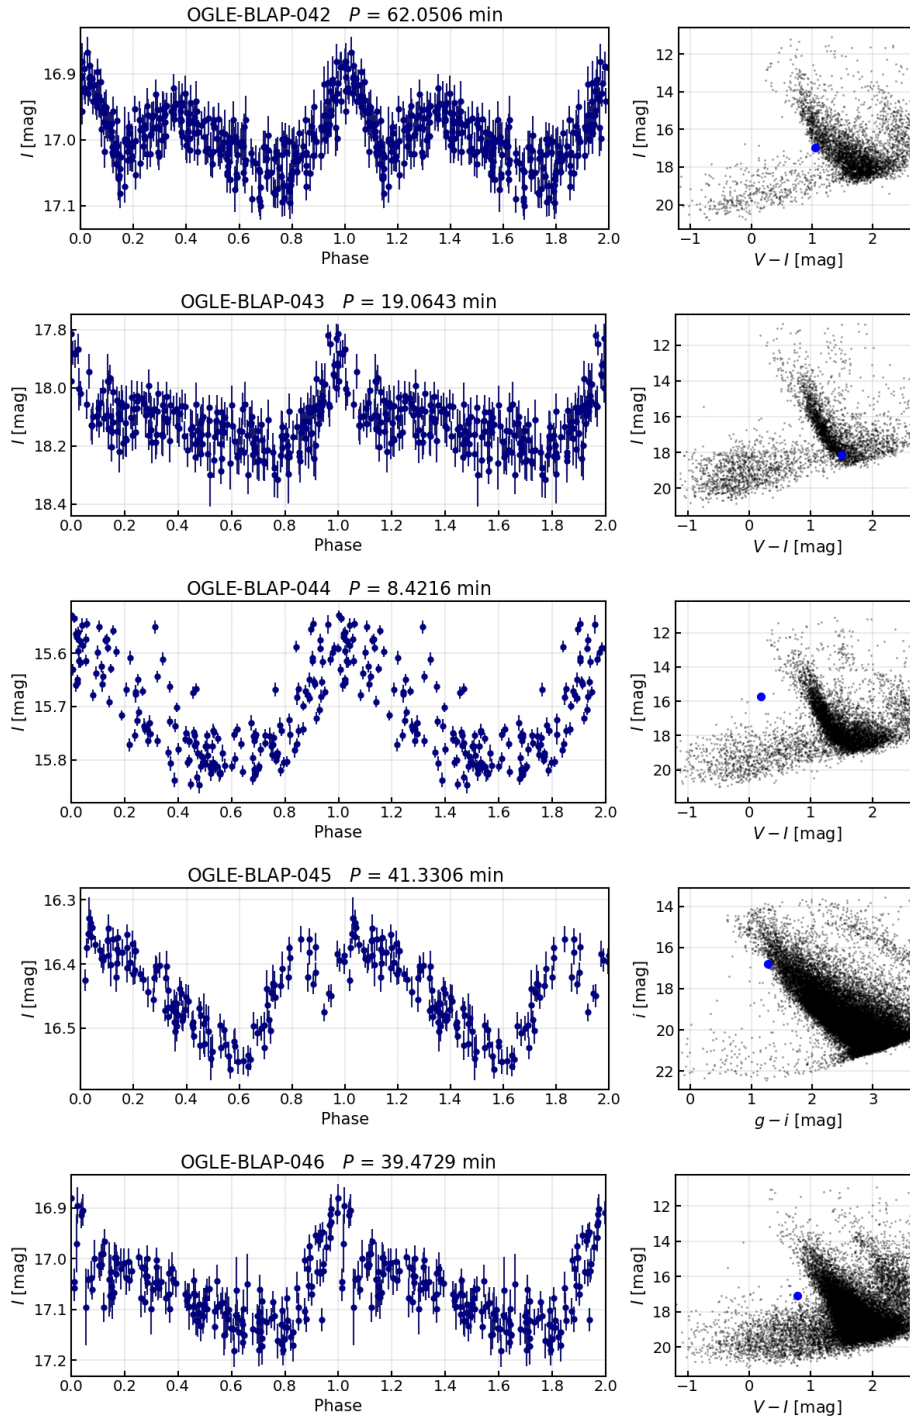 OGLE-BLAP-042 P = 62.0506 min
16.9
17.0
17.1
I [mag]
0.0 0.2 0.4 0.6 0.8 1.0 1.2 1.4 1.6 1.8 2.0
Phase
12
14
16
18
20
I [mag]
−1 0 1 2
V − I [mag]
OGLE-BLAP-043 P = 19.0643 min
17.8
18.0
18.2
18.4
I [mag]
0.0 0.2 0.4 0.6 0.8 1.0 1.2 1.4 1.6 1.8 2.0
Phase
12
14
16
18
20
I [mag]
−1 0 1 2
V − I [mag]
OGLE-BLAP-044 P = 8.4216 min
15.6
15.7
15.8
I [mag]
0.0 0.2 0.4 0.6 0.8 1.0 1.2 1.4 1.6 1.8 2.0
Phase
12
14
16
18
20
I [mag]
−1 0 1 2
V − I [mag]
OGLE-BLAP-045 P = 41.3306 min
16.3
16.4
16.5
I [mag]
0.0 0.2 0.4 0.6 0.8 1.0 1.2 1.4 1.6 1.8 2.0
Phase
14
16
18
20
22
i [mag]
0 1 2 3
g − i [mag]
OGLE-BLAP-046 P = 39.4729 min
16.9
17.0
17.1
17.2
I [mag]
0.0 0.2 0.4 0.6 0.8 1.0 1.2 1.4 1.6 1.8 2.0
Phase
12
14
16
18
20
I [mag]
−1 0 1 2
V − I [mag]